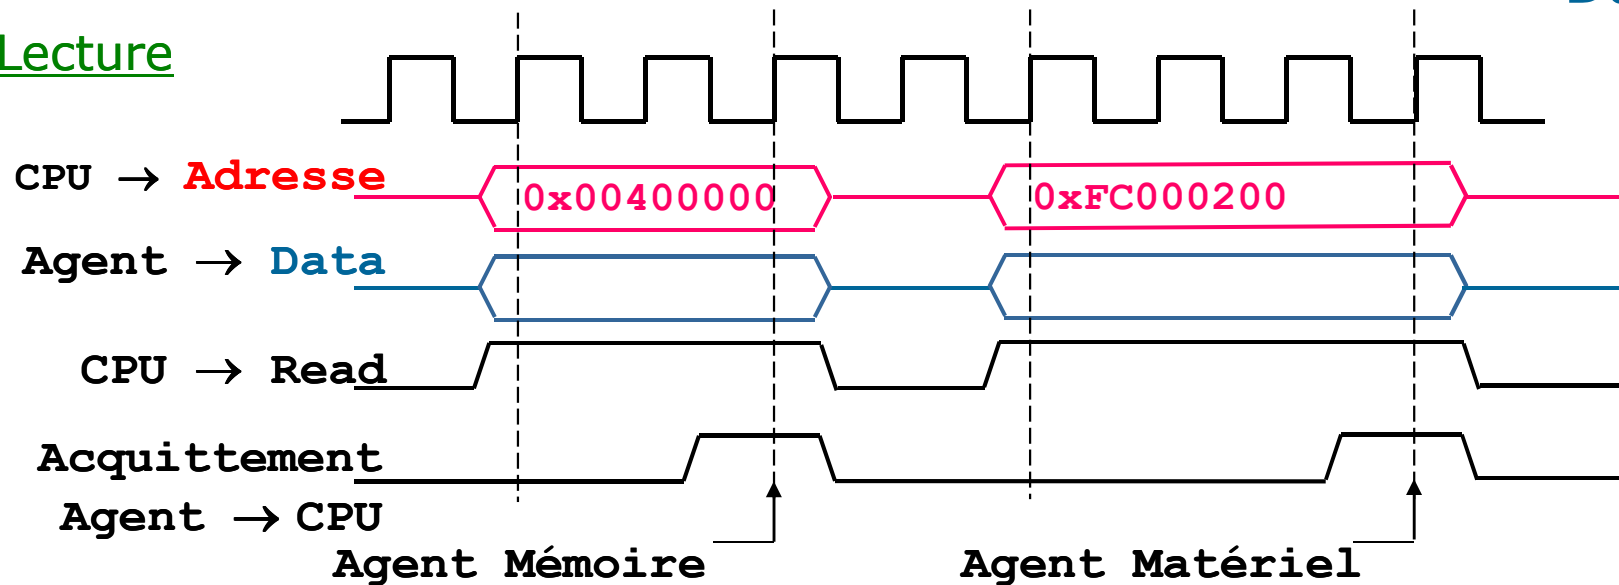 Lecture
CPU → Adresse
0x00400000
0xFC000200
Agent → Data
CPU → Read
Acquittement
Agent → CPU
Agent Mémoire
Agent Matériel